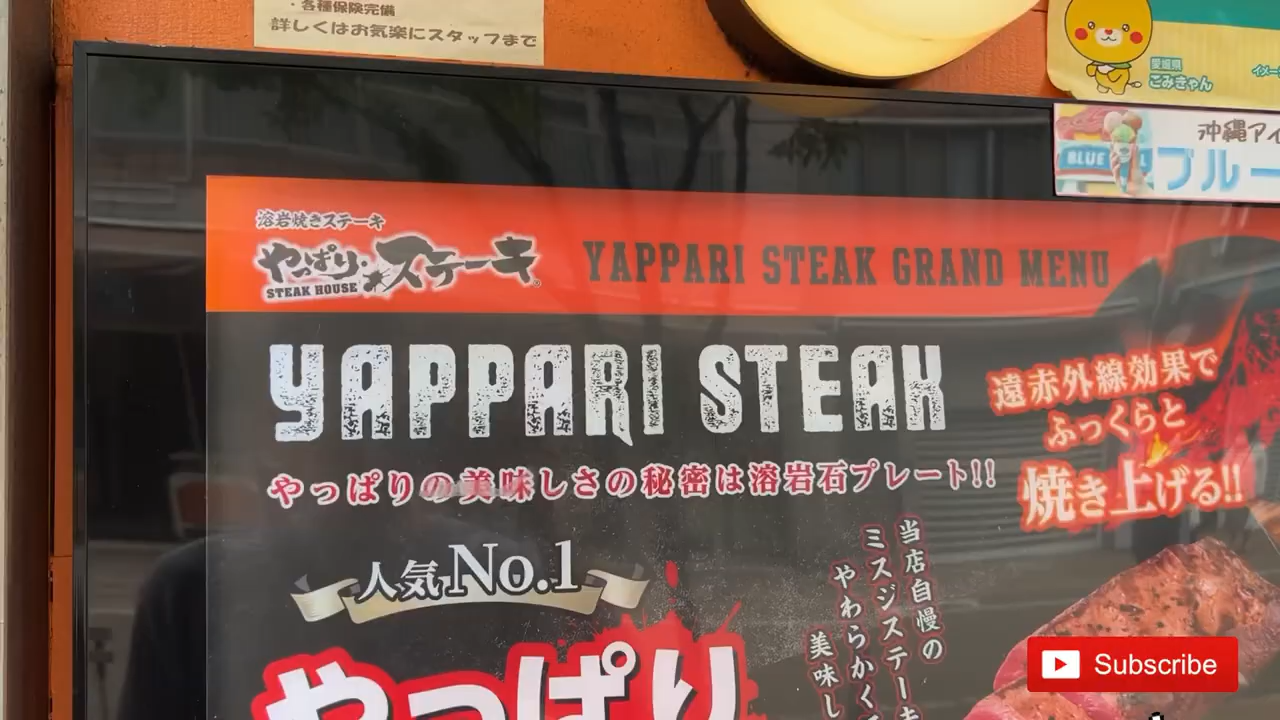 ・各種保険完備
詳しくはお気楽にスタッフまで
愛媛県
こみきゃん
イメー
沖縄アイ
BLUE
ブルー
溶岩焼きステーキ
やっぱり・ステーキ
STEAK HOUSE
YAPPARI STEAK GRAND MENU
YAPPARI STEAK
やっぱりの美味しさの秘密は溶岩石プレート!!
遠赤外線効果で
ふっくらと
焼き上げる!!
人気No.1
やっぱり
当店自慢の
ミスジステーキ
やわらかく
美味し
Subscribe